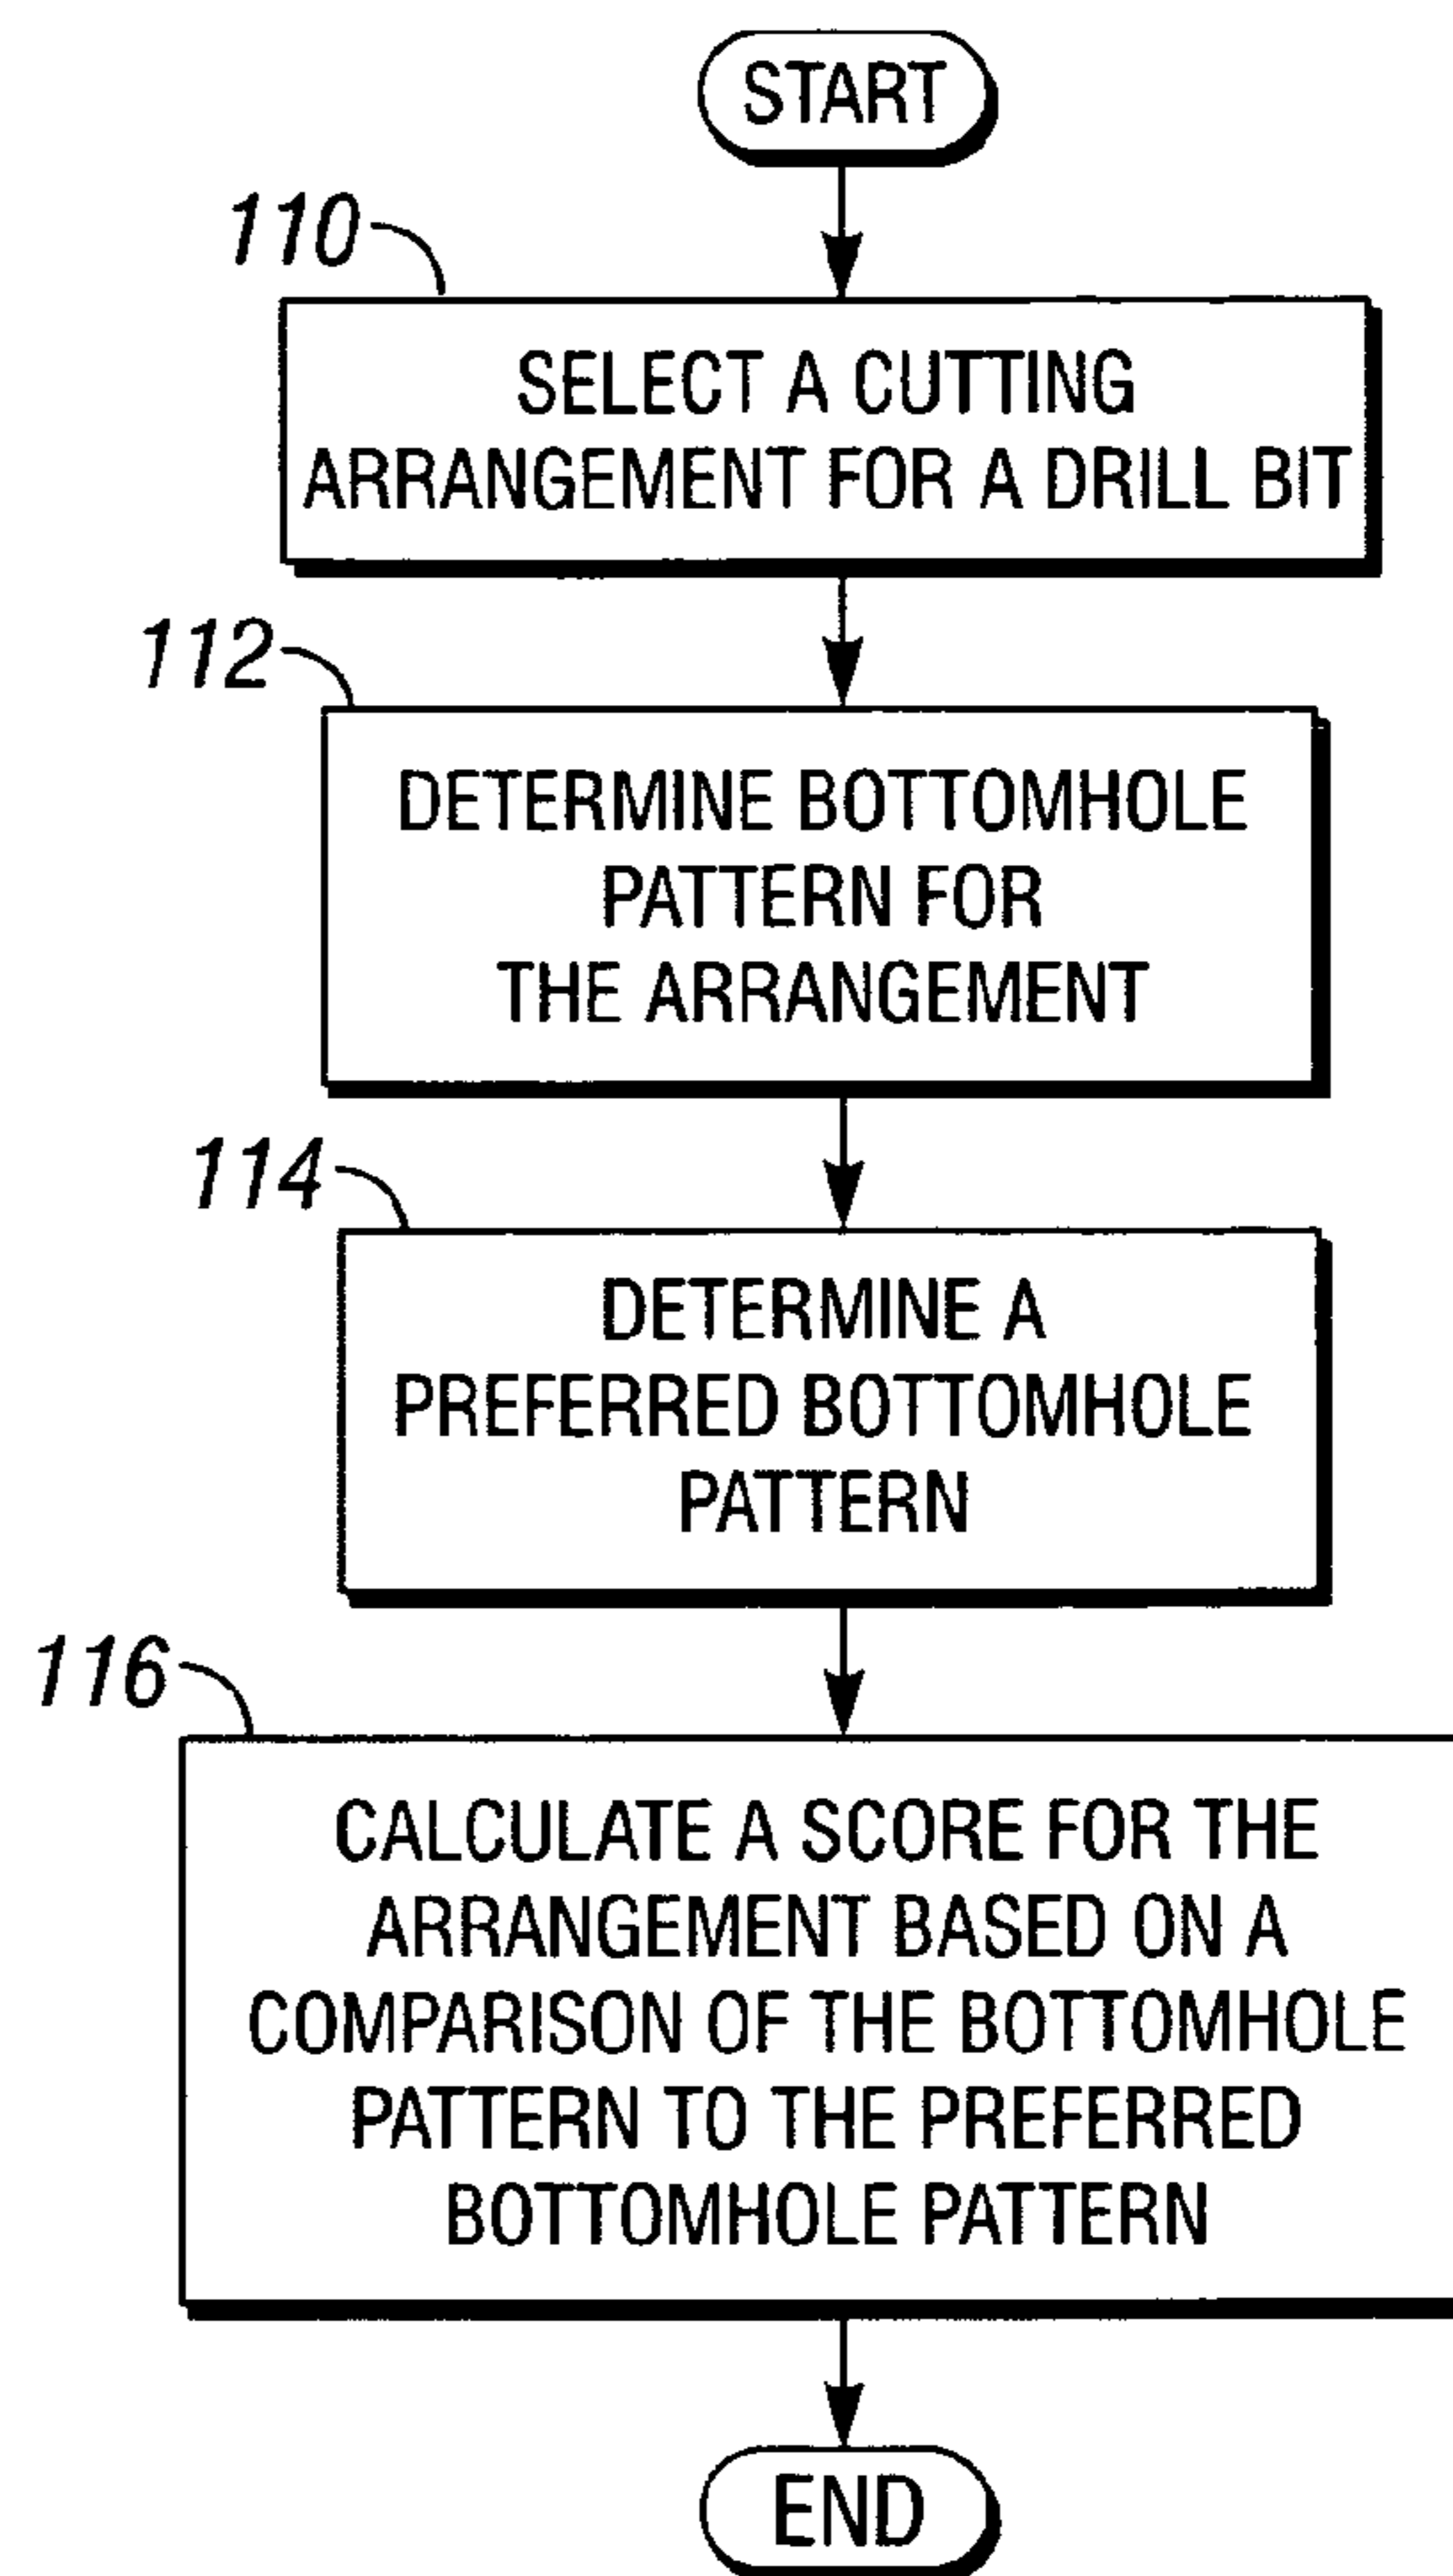 START
110
SELECT A CUTTING
ARRANGEMENT FOR A DRILL BIT
112
DETERMINE BOTTOMHOLE
PATTERN FOR
THE ARRANGEMENT
114
DETERMINE A
PREFERRED BOTTOMHOLE
PATTERN
116
CALCULATE A SCORE FOR THE
ARRANGEMENT BASED ON A
COMPARISON OF THE BOTTOMHOLE
PATTERN TO THE PREFERRED
BOTTOMHOLE PATTERN
END